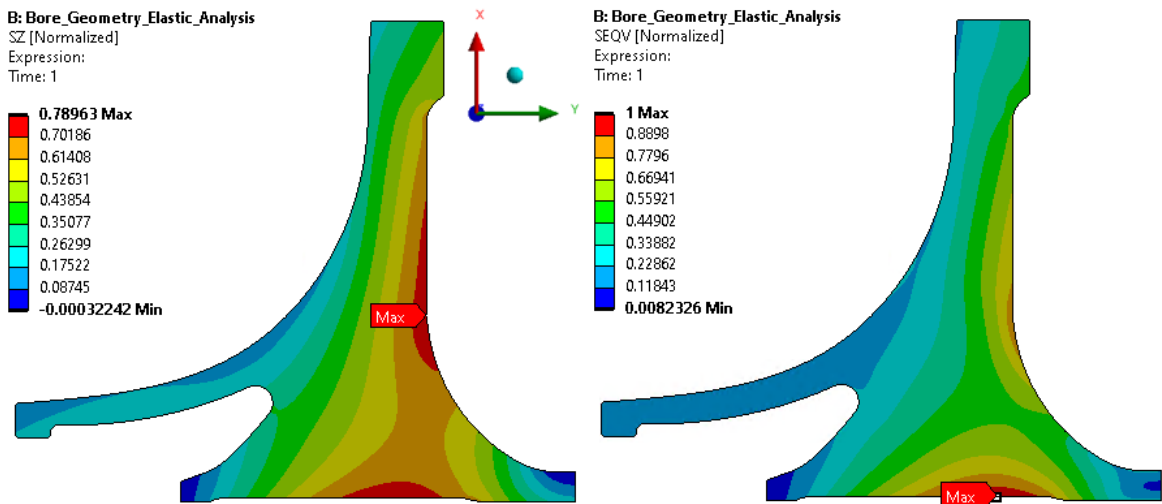 B: Bore_Geometry_Elastic_Analysis
SZ [Normalized]
Expression:
Time: 1
0.78963 Max
0.70186
0.61408
0.52631
0.43854
0.35077
0.26299
0.17522
0.08745
-0.00032242 Min
Max
X
Y
B: Bore_Geometry_Elastic_Analysis
SEQV [Normalized]
Expression:
Time: 1
1 Max
0.8898
0.7796
0.66941
0.55921
0.44902
0.33882
0.22862
0.11843
0.0082326 Min
Max